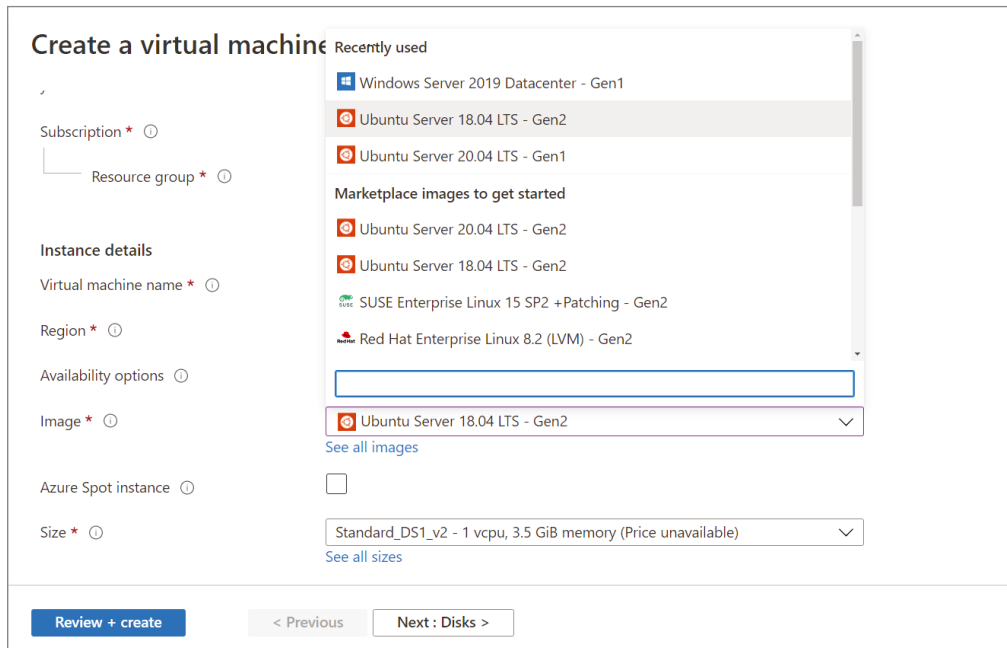 Create a virtual machine
Recently used
Windows Server 2019 Datacenter - Gen1
Ubuntu Server 18.04 LTS - Gen2
Subscription *
Ubuntu Server 20.04 LTS - Gen1
Resource group *
Marketplace images to get started
Ubuntu Server 20.04 LTS - Gen2
Instance details
Ubuntu Server 18.04 LTS - Gen2
Virtual machine name *
SUSE Enterprise Linux 15 SP2 +Patching - Gen2
Region *
Red Hat Enterprise Linux 8.2 (LVM) - Gen2
Availability options
Image *
Ubuntu Server 18.04 LTS - Gen2
See all images
Azure Spot instance
Size *
Standard_DS1_v2 - 1 vcpu, 3.5 GiB memory (Price unavailable)
See all sizes
Review + create
< Previous
Next : Disks >